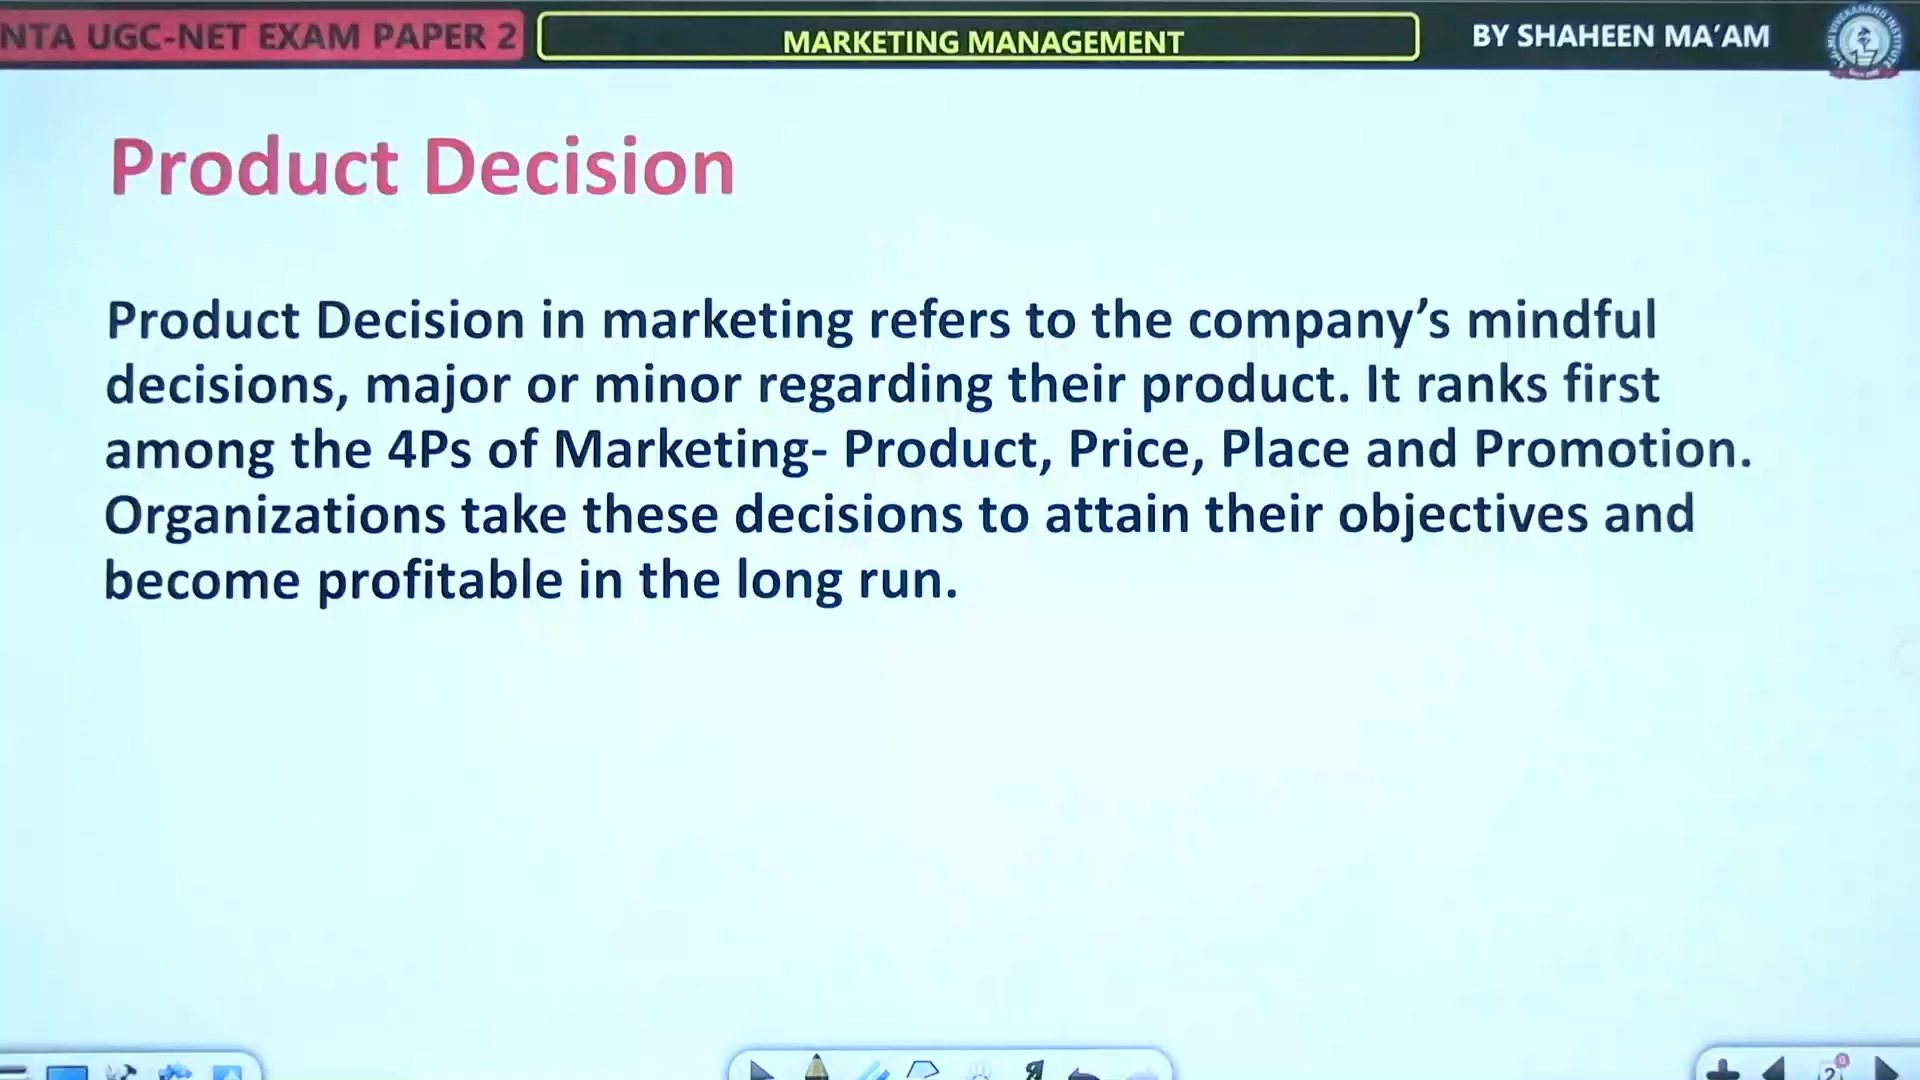 NTA UGC-NET EXAM PAPER 2
MARKETING MANAGEMENT
BY SHAHEEN MA’AM
Product Decision
Product Decision in marketing refers to the company’s mindful
decisions, major or minor regarding their product. It ranks first
among the 4Ps of Marketing- Product, Price, Place and Promotion.
Organizations take these decisions to attain their objectives and
become profitable in the long run.
2